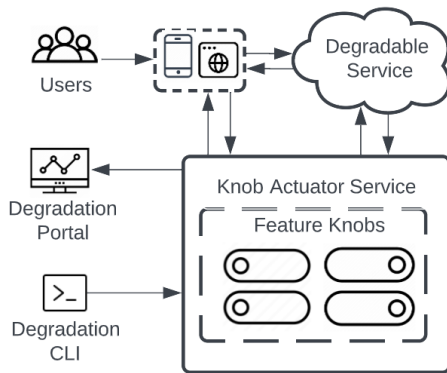 Users
Degradable
Service
Degradation
Portal
Knob Actuator Service
Feature Knobs
>_
Degradation
CLI